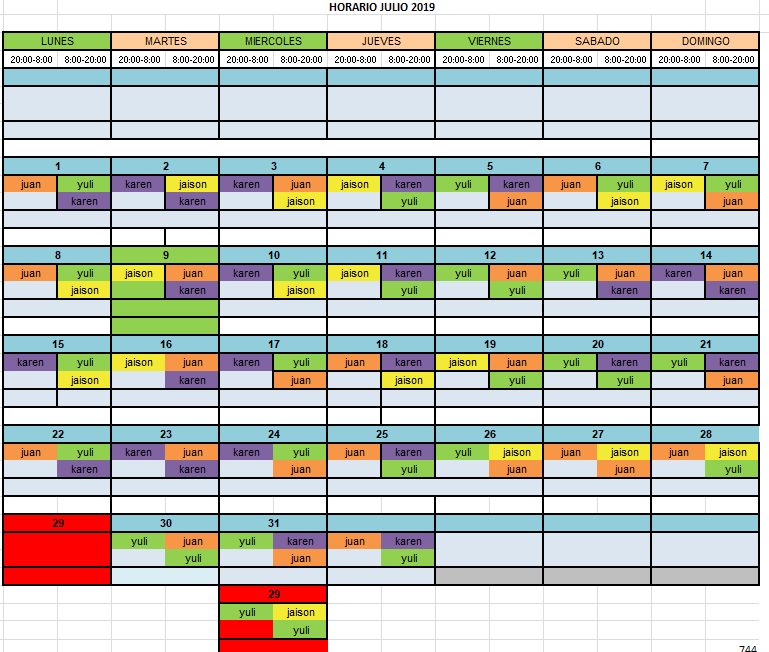 HORARIO JULIO 2019
LUNES MARTES MIERCOLES JUEVES VIERNES SABADO DOMINGO
20:00-8:00 8:00-20:00 20:00-8:00 8:00-20:00 20:00-8:00 8:00-20:00 20:00-8:00 8:00-20:00 20:00-8:00 8:00-20:00 20:00-8:00 8:00-20:00 20:00-8:00 8:00-20:00
1 2 3 4 5 6 7
juan yuli karen jaison karen juan jaison karen yuli karen juan yuli jaison yuli
karen karen jaison yuli juan jaison juan
8 9 10 11 12 13 14
juan yuli jaison juan karen yuli jaison karen yuli juan yuli juan karen juan
jaison karen jaison yuli yuli karen karen
15 16 17 18 19 20 21
karen yuli jaison juan karen yuli juan karen jaison juan yuli karen yuli karen
jaison karen juan jaison yuli yuli juan
22 23 24 25 26 27 28
juan yuli karen juan karen yuli juan karen yuli jaison juan jaison juan jaison
karen karen juan yuli juan juan yuli
29 30 31
yuli juan yuli karen juan karen
yuli juan yuli
29
yuli jaison
yuli
744